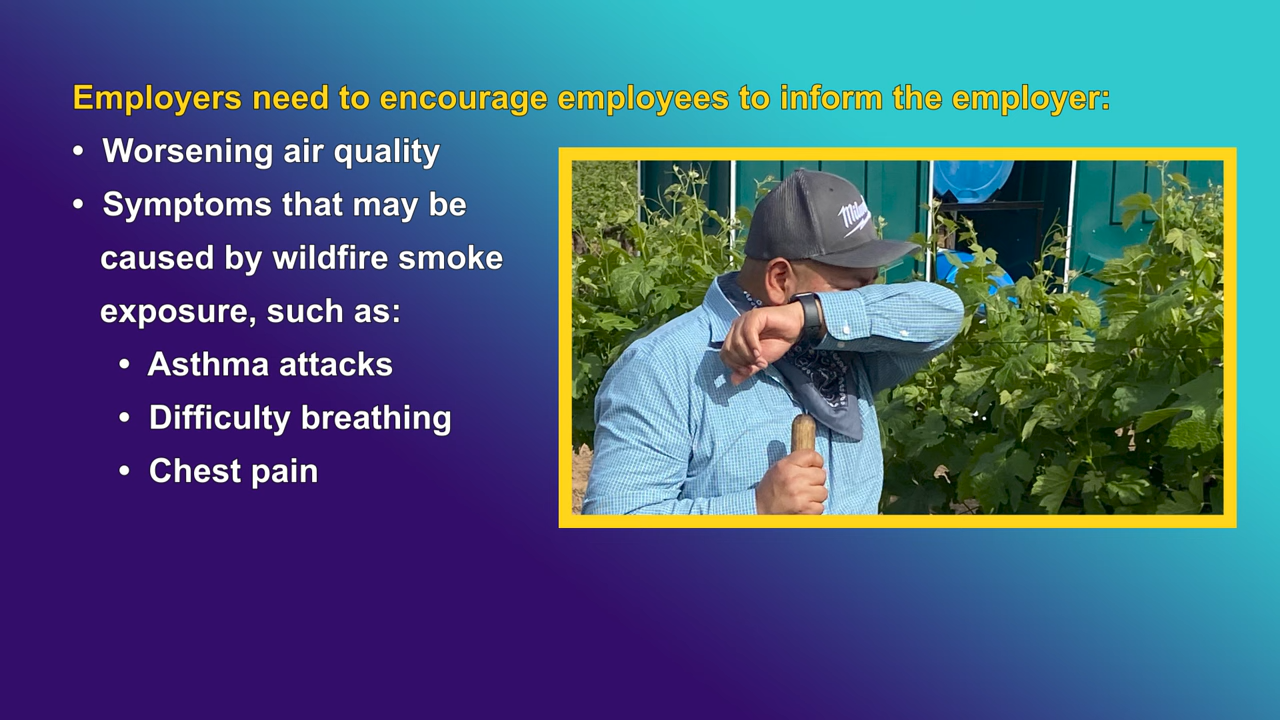 Employers need to encourage employees to inform the employer:
• Worsening air quality
• Symptoms that may be
caused by wildfire smoke
exposure, such as:
• Asthma attacks
• Difficulty breathing
• Chest pain